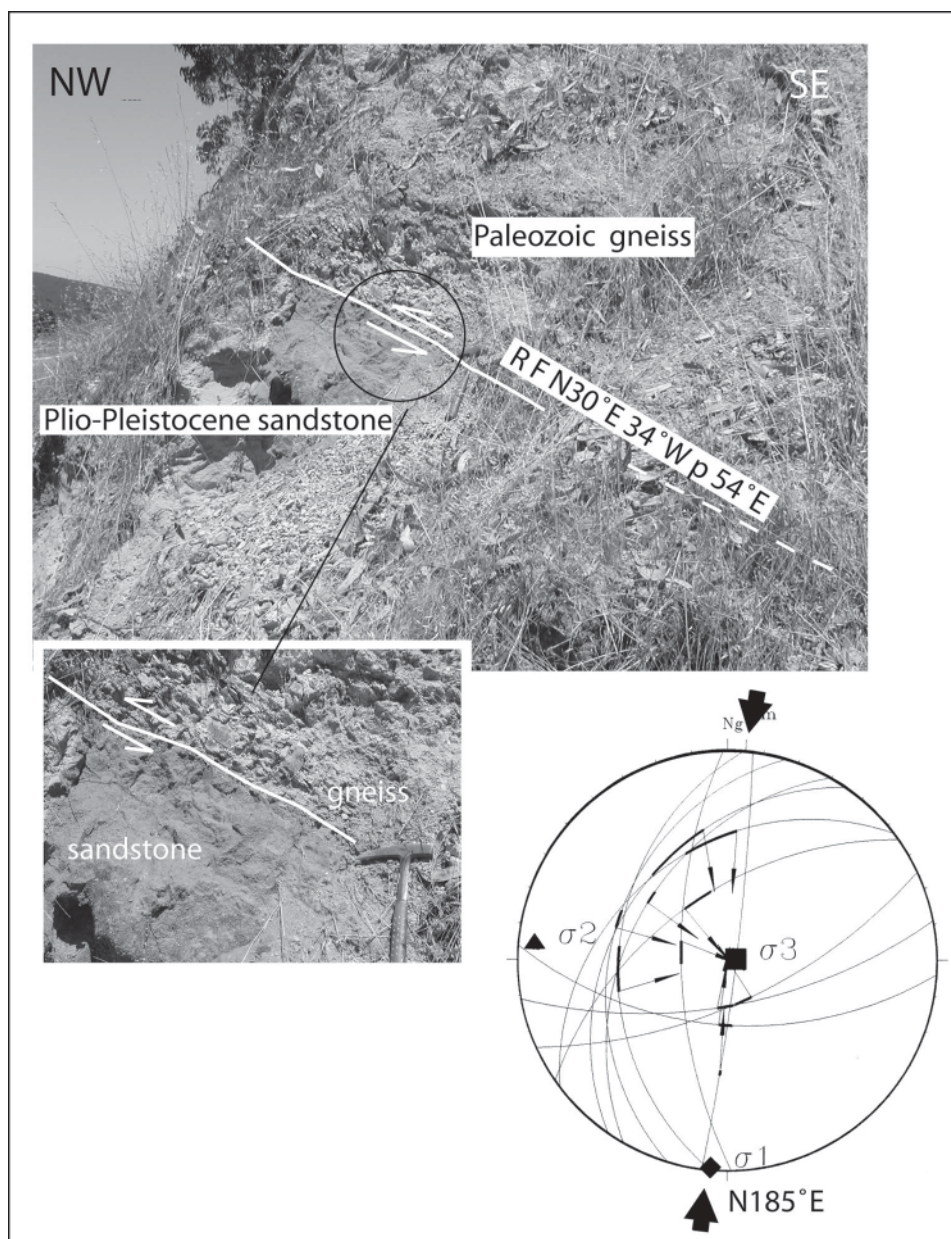 NW
SE
Paleozoic gneiss
R F N30°E 34°W p 54°E
Plio-Pleistocene sandstone
gneiss
sandstone
σ2
σ3
σ1
N185°E